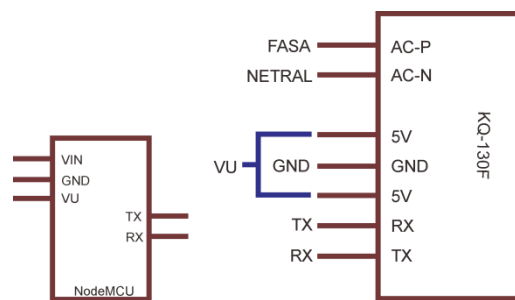 FASA AC-P
NETRAL AC-N
KQ-130F
5V
VU GND GND
5V
TX RX
RX TX
VIN
GND
VU
TX
RX
NodeMCU